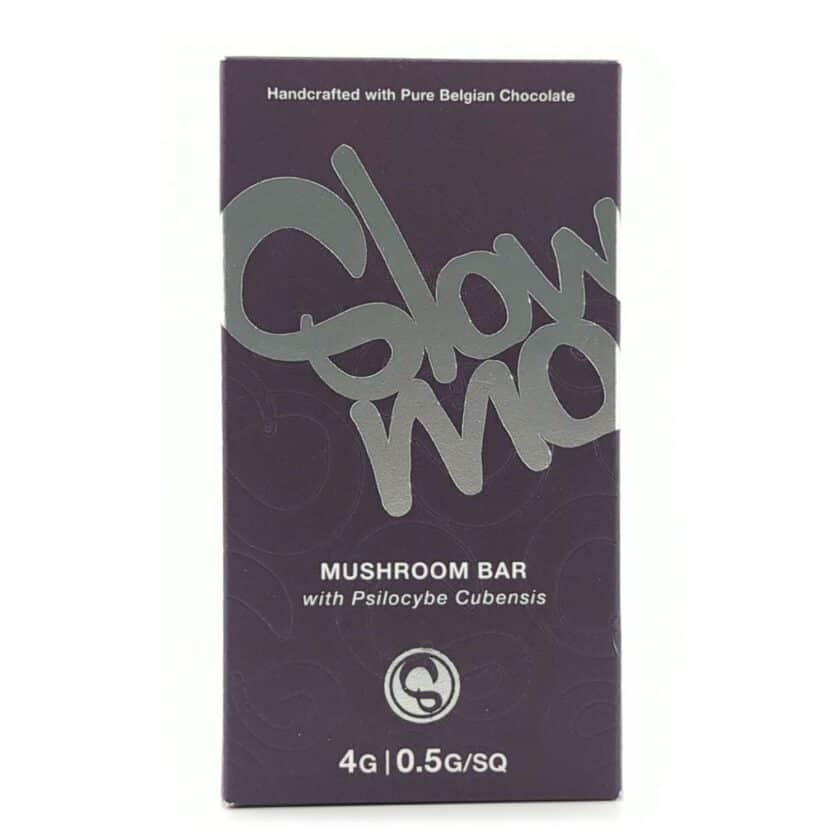 Handcrafted with Pure Belgian Chocolate
Slow
mo
MUSHROOM BAR
with Psilocybe Cubensis
4G | 0.5G/SQ